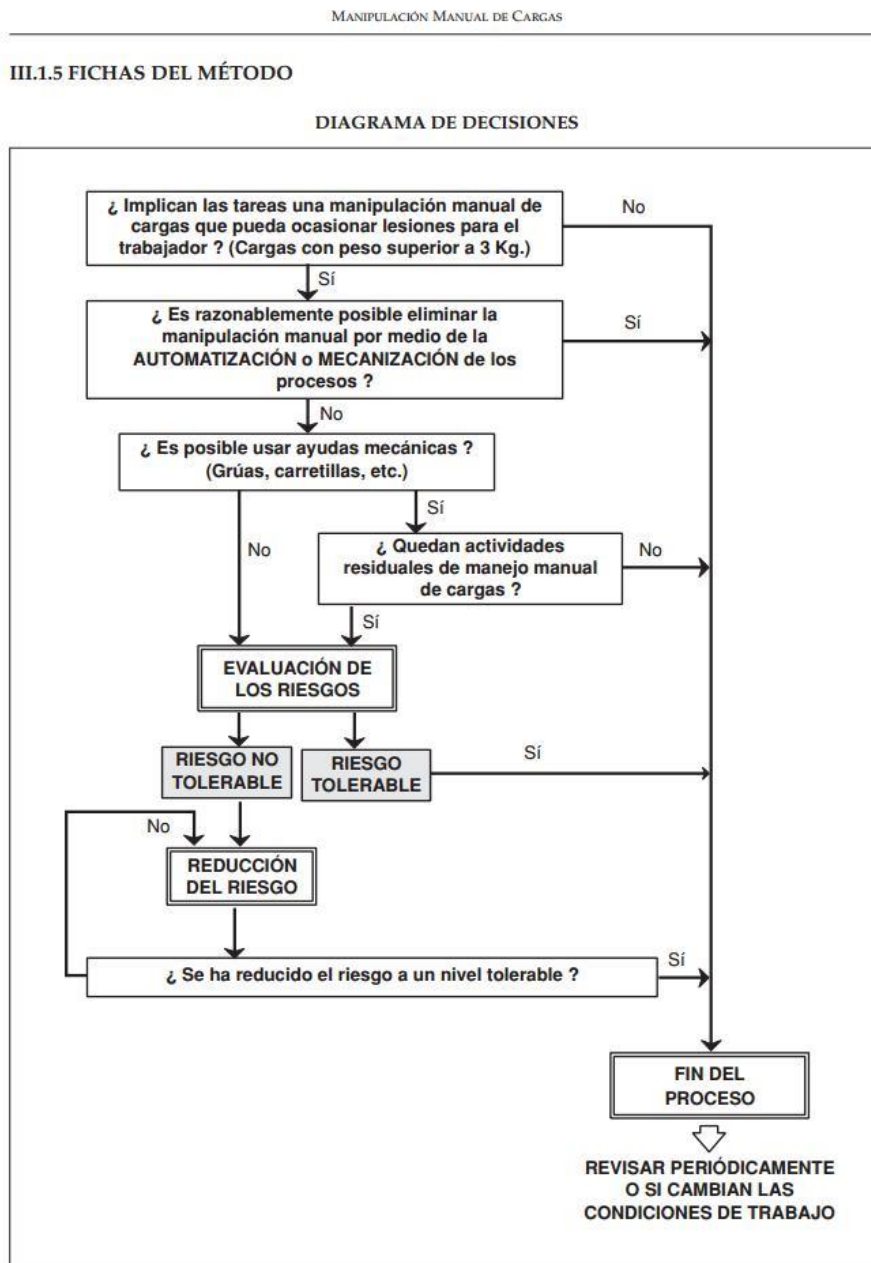 MANIPULACIÓN MANUAL DE CARGAS
III.1.5 FICHAS DEL MÉTODO
DIAGRAMA DE DECISIONES
¿ Implican las tareas una manipulación manual de
cargas que pueda ocasionar lesiones para el
trabajador ? (Cargas con peso superior a 3 Kg.)
No
Sí
¿ Es razonablemente posible eliminar la
manipulación manual por medio de la
AUTOMATIZACIÓN o MECANIZACIÓN de los
procesos ?
Sí
No
¿ Es posible usar ayudas mecánicas ?
(Grúas, carretillas, etc.)
Sí
No
¿ Quedan actividades
residuales de manejo manual
de cargas ?
No
Sí
EVALUACIÓN DE
LOS RIESGOS
RIESGO NO
TOLERABLE
RIESGO
TOLERABLE
Sí
No
REDUCCIÓN
DEL RIESGO
¿ Se ha reducido el riesgo a un nivel tolerable ?
Sí
FIN DEL
PROCESO
REVISAR PERIÓDICAMENTE
O SI CAMBIAN LAS
CONDICIONES DE TRABAJO